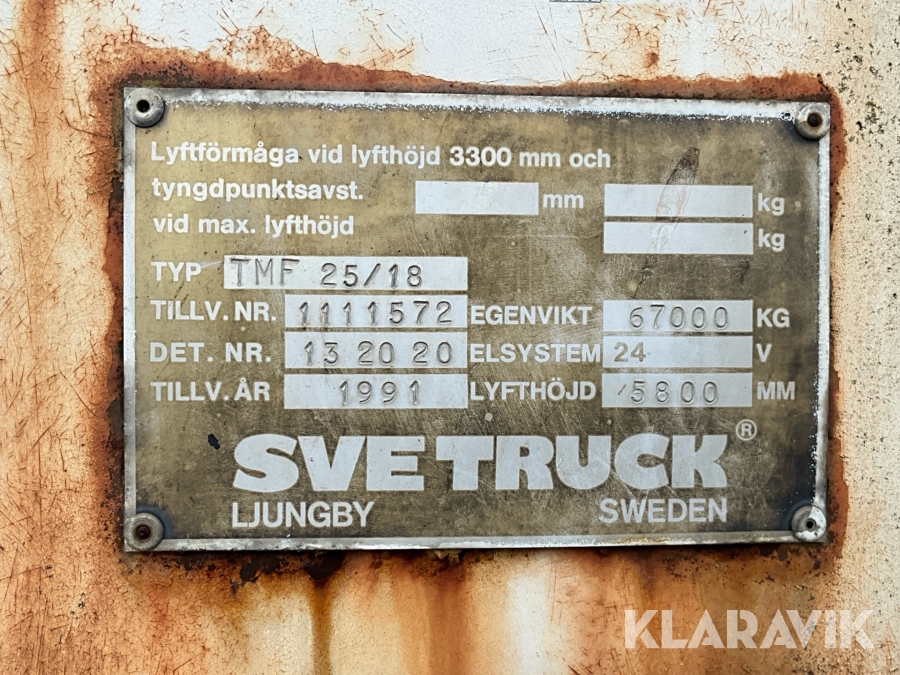 Lyftförmåga vid lyfthöjd 3300 mm och
tyngdpunktsavst. mm kg
vid max. lyfthöjd kg
TYP TMF 25/18
TILLV. NR. 1111572 EGENVIKT 67000 KG
DET. NR. 13 20 20 ELSYSTEM 24 V
TILLV. ÅR 1991 LYFTHÖJD 5800 MM
SVETRUCK®
LJUNGBY SWEDEN
KLARAVIK